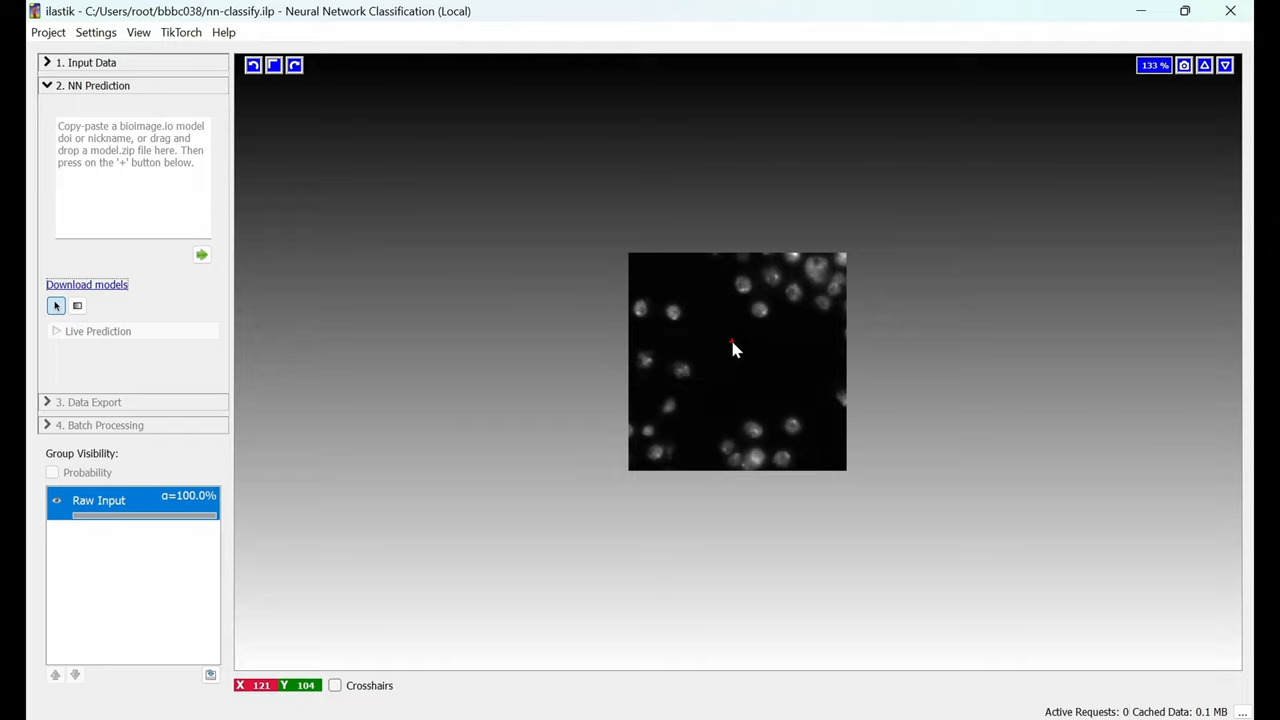 ilastik - C:/Users/root/bbbc038/nn-classify.ilp - Neural Network Classification (Local)
Project Settings View TikTorch Help
1. Input Data
133 %
2. NN Prediction
Copy-paste a bioimage.io model
doi or nickname, or drag and
drop a model.zip file here. Then
press on the '+' button below.
Download models
Live Prediction
3. Data Export
4. Batch Processing
Group Visibility:
Probability
Raw Input α=100.0%
X 121 Y 104 Crosshairs
Active Requests: 0 Cached Data: 0.1 MB ...